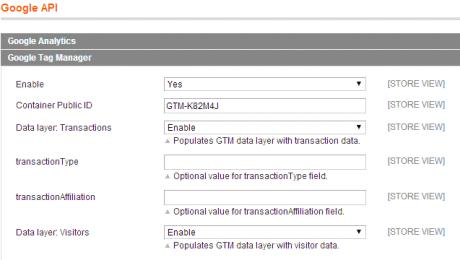 Google API
Google Analytics
Google Tag Manager
Enable Yes [STORE VIEW]
Container Public ID GTM-K82M4J [STORE VIEW]
Data layer: Transactions Enable [STORE VIEW]
Populates GTM data layer with transaction data.
transactionType [STORE VIEW]
Optional value for transactionType field.
transactionAffiliation [STORE VIEW]
Optional value for transactionAffiliation field.
Data layer: Visitors Enable [STORE VIEW]
Populates GTM data layer with visitor data.